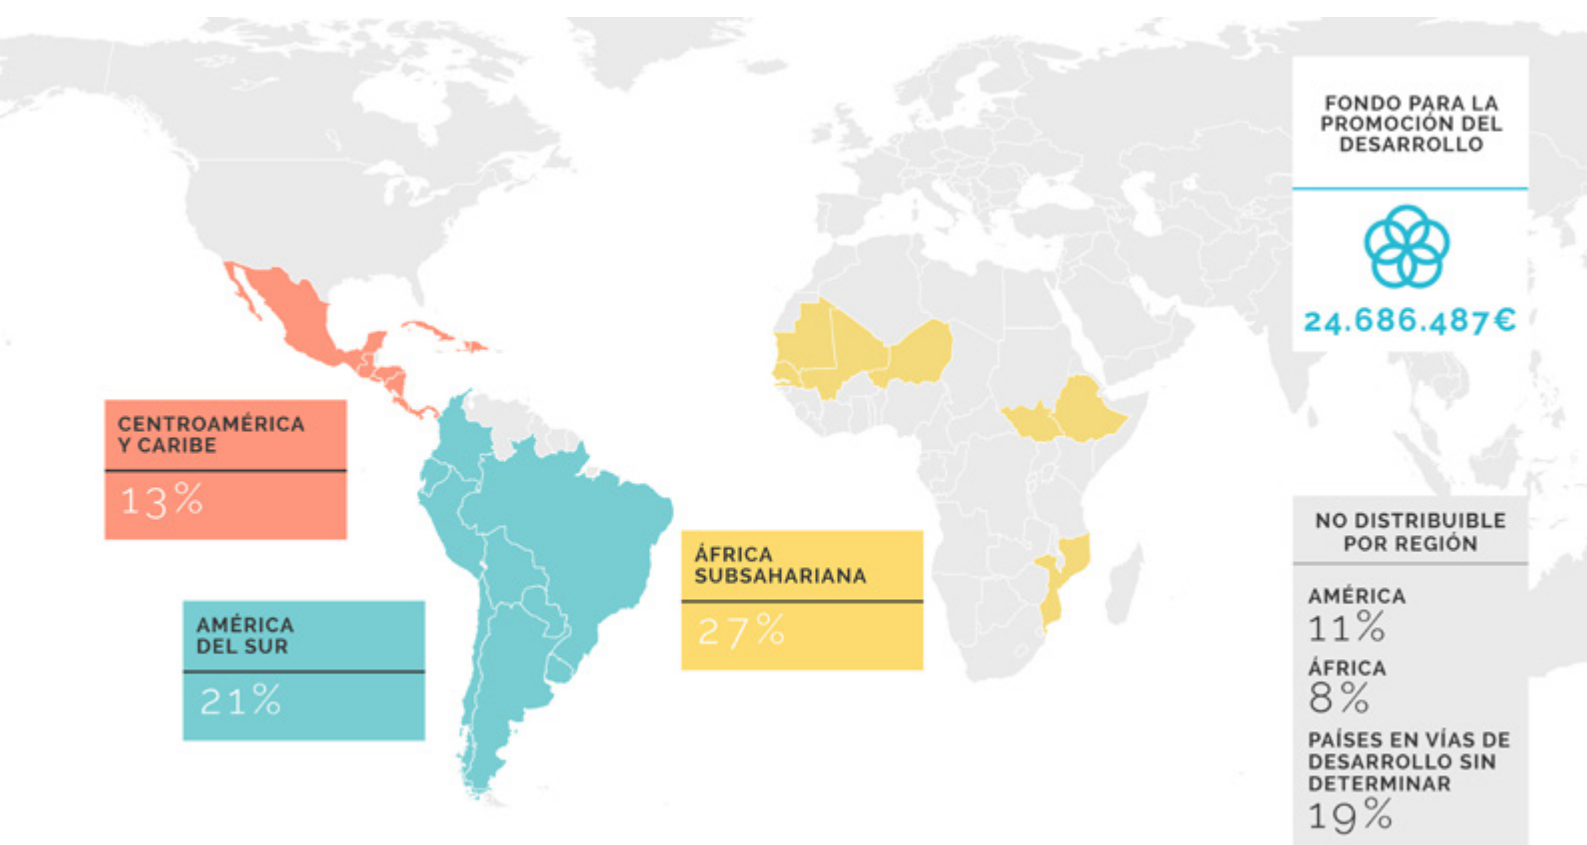 FONDO PARA LA
PROMOCIÓN DEL
DESARROLLO
24.686.487€
CENTROAMÉRICA
Y CARIBE
13%
AMÉRICA
DEL SUR
21%
ÁFRICA
SUBSAHARIANA
27%
NO DISTRIBUIBLE
POR REGIÓN
AMÉRICA
11%
ÁFRICA
8%
PAÍSES EN VÍAS DE
DESARROLLO SIN
DETERMINAR
19%